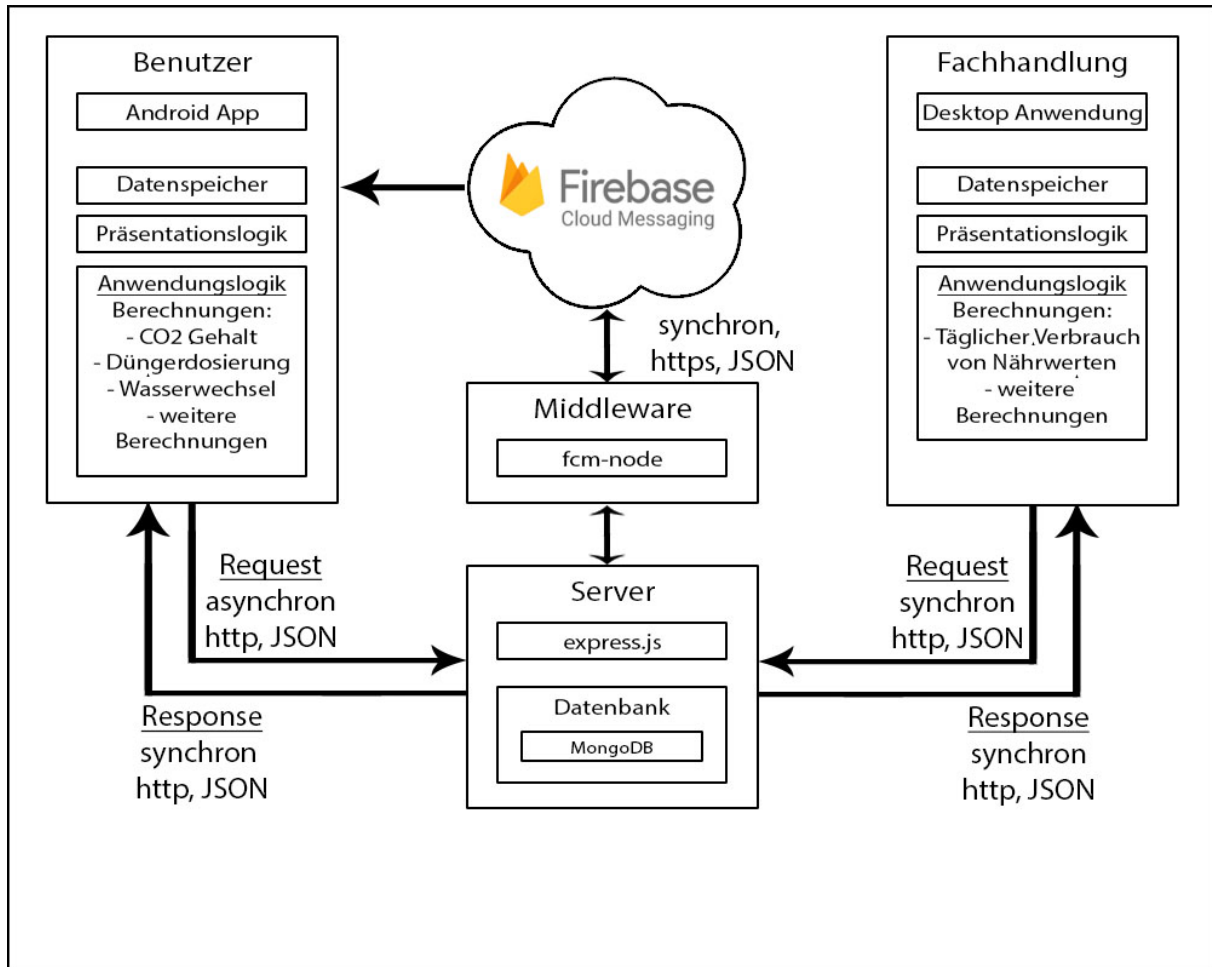 Benutzer
Android App
Datenspeicher
Präsentationslogik
Anwendungslogik
Berechnungen:
- CO2 Gehalt
- Düngerdosierung
- Wasserwechsel
- weitere
Berechnungen
Firebase
Cloud Messaging
synchron,
https, JSON
Middleware
fcm-node
Fachhandlung
Desktop Anwendung
Datenspeicher
Präsentationslogik
Anwendungslogik
Berechnungen:
- Täglicher Verbrauch
von Nährwerten
- weitere
Berechnungen
Request
asynchron
http, JSON
Response
synchron
http, JSON
Server
express.js
Datenbank
MongoDB
Request
synchron
http, JSON
Response
synchron
http, JSON